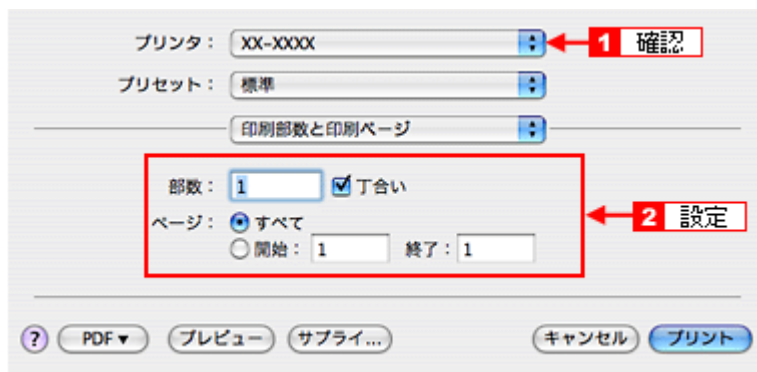 プリンタ： XX-XXXX 1 確認
プリセット： 標準
印刷部数と印刷ページ
部数： 1 丁合い
ページ： すべて
開始： 1 終了： 1
2 設定
? PDF▼ プレビュー サプライ... キャンセル プリント